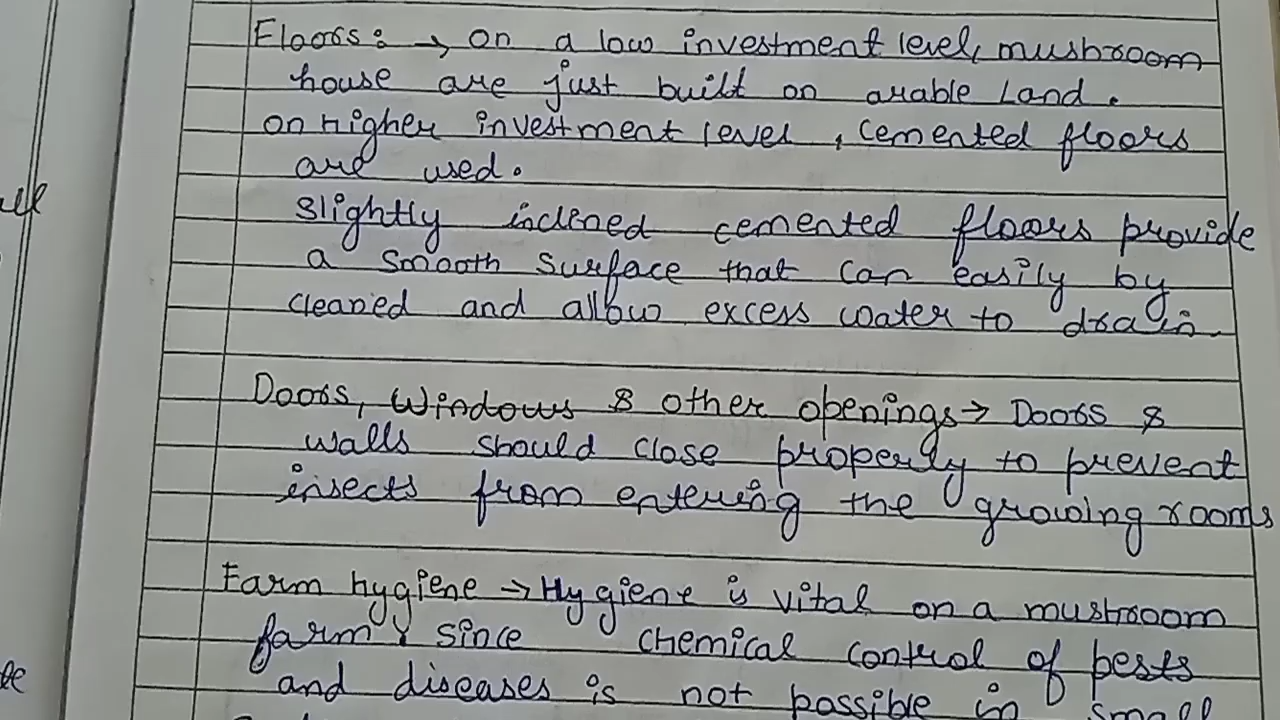 Floors: → On a low investment level, mushroom
house are just built on arable Land.
on higher investment level, cemented floors
are used.
Slightly inclined cemented floors provide
a smooth surface that can easily by
cleaned and allow excess water to drain.
Doors, Windows & other openings → Doors &
walls should close properly to prevent
insects from entering the growing rooms
Farm hygiene → Hygiene is vital on a mushroom
farm, since chemical control of pests
and diseases is not possible in small